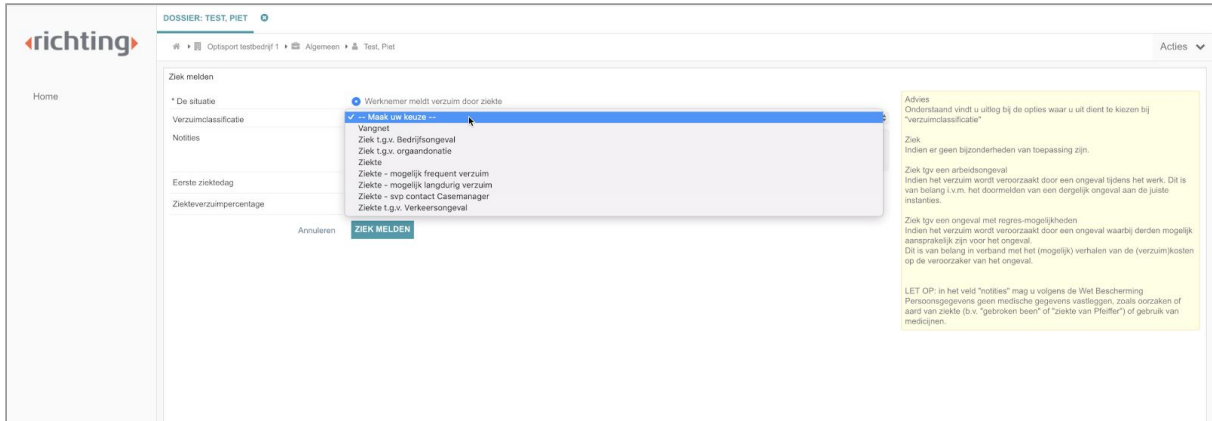 DOSSIER: TEST, PIET
richting
Optisport testbedrijf 1 Algemeen Test, Piet
Acties
Home
Ziek melden
* De situatie
Werknemer meldt verzuim door ziekte
Verzuimclassificatie
✓ -- Maak uw keuze --
Vangnet
Ziek t.g.v. Bedrijfsongeval
Ziek t.g.v. orgaandonatie
Ziekte
Ziekte - mogelijk frequent verzuim
Ziekte - mogelijk langdurig verzuim
Ziekte - svp contact Casemanager
Ziekte t.g.v. Verkeersongeval
Notities
Eerste ziektedag
Ziekteverzuimpercentage
Annuleren
ZIEK MELDEN
Advies
Onderstaand vindt u uitleg bij de opties waar u uit dient te kiezen bij
"verzuimclassificatie"
Ziek
Indien er geen bijzonderheden van toepassing zijn.
Ziek tgv een arbeidsongeval
Indien het verzuim wordt veroorzaakt door een ongeval tijdens het werk. Dit is
van belang i.v.m. het doormelden van een dergelijk ongeval aan de juiste
instanties.
Ziek tgv een ongeval met regres-mogelijkheden
Indien het verzuim wordt veroorzaakt door een ongeval waarbij derden mogelijk
aansprakelijk zijn voor het ongeval.
Dit is van belang in verband met het (mogelijk) verhalen van de (verzuim)kosten
op de veroorzaker van het ongeval.
LET OP: in het veld "notities" mag u volgens de Wet Bescherming
Persoonsgegevens geen medische gegevens vastleggen, zoals oorzaken of
aard van ziekte (b.v. "gebroken been" of "ziekte van Pfeiffer") of gebruik van
medicijnen.